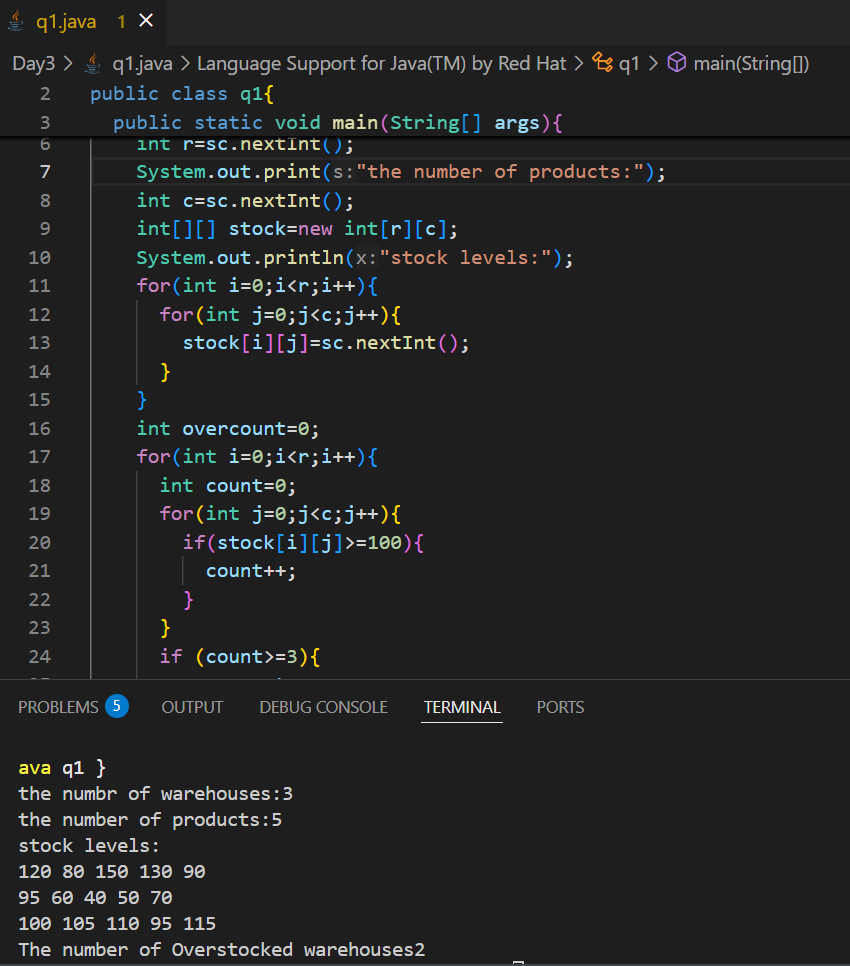 q1.java 1
Day3 > q1.java > Language Support for Java(TM) by Red Hat > q1 > main(String[])
2 public class q1{
3 public static void main(String[] args){
6 int r=sc.nextInt();
7 System.out.print(s:"the number of products:");
8 int c=sc.nextInt();
9 int[][] stock=new int[r][c];
10 System.out.println(x:"stock levels:");
11 for(int i=0;i<r;i++){
12 for(int j=0;j<c;j++){
13 stock[i][j]=sc.nextInt();
14 }
15 }
16 int overcount=0;
17 for(int i=0;i<r;i++){
18 int count=0;
19 for(int j=0;j<c;j++){
20 if(stock[i][j]>=100){
21 count++;
22 }
23 }
24 if (count>=3){
PROBLEMS 5 OUTPUT DEBUG CONSOLE TERMINAL PORTS
ava q1 }
the numbr of warehouses:3
the number of products:5
stock levels:
120 80 150 130 90
95 60 40 50 70
100 105 110 95 115
The number of Overstocked warehouses2